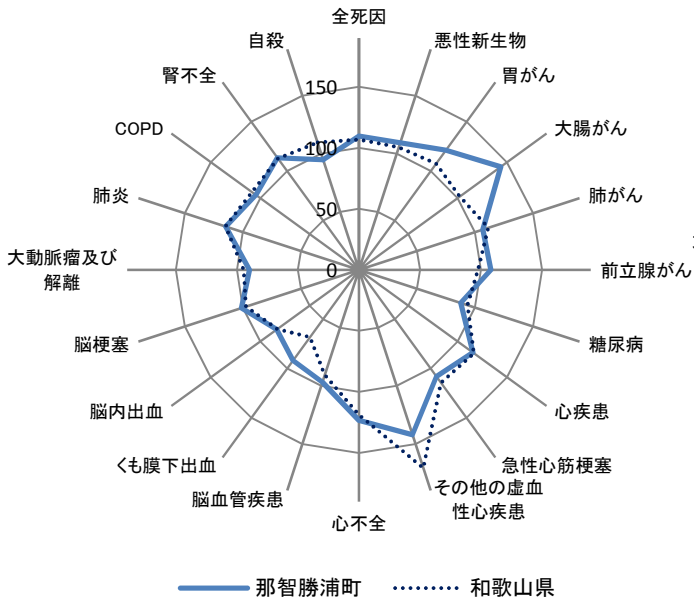 全死因
自殺
悪性新生物
腎不全
胃がん
150
COPD
大腸がん
100
肺炎
肺がん
50
大動脈瘤及び
解離
0
前立腺がん
脳梗塞
糖尿病
脳内出血
心疾患
くも膜下出血
急性心筋梗塞
脳血管疾患
その他の虚血
性心疾患
心不全
那智勝浦町
和歌山県